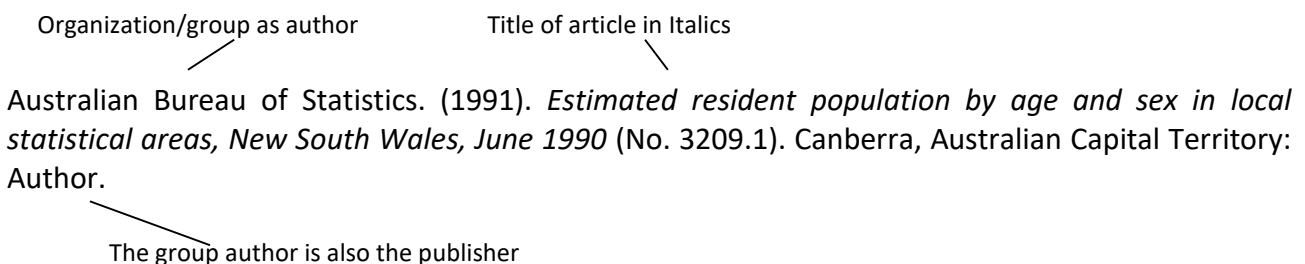 Organization/group as author Title of article in Italics
Australian Bureau of Statistics. (1991). Estimated resident population by age and sex in local
statistical areas, New South Wales, June 1990 (No. 3209.1). Canberra, Australian Capital Territory:
Author.
The group author is also the publisher